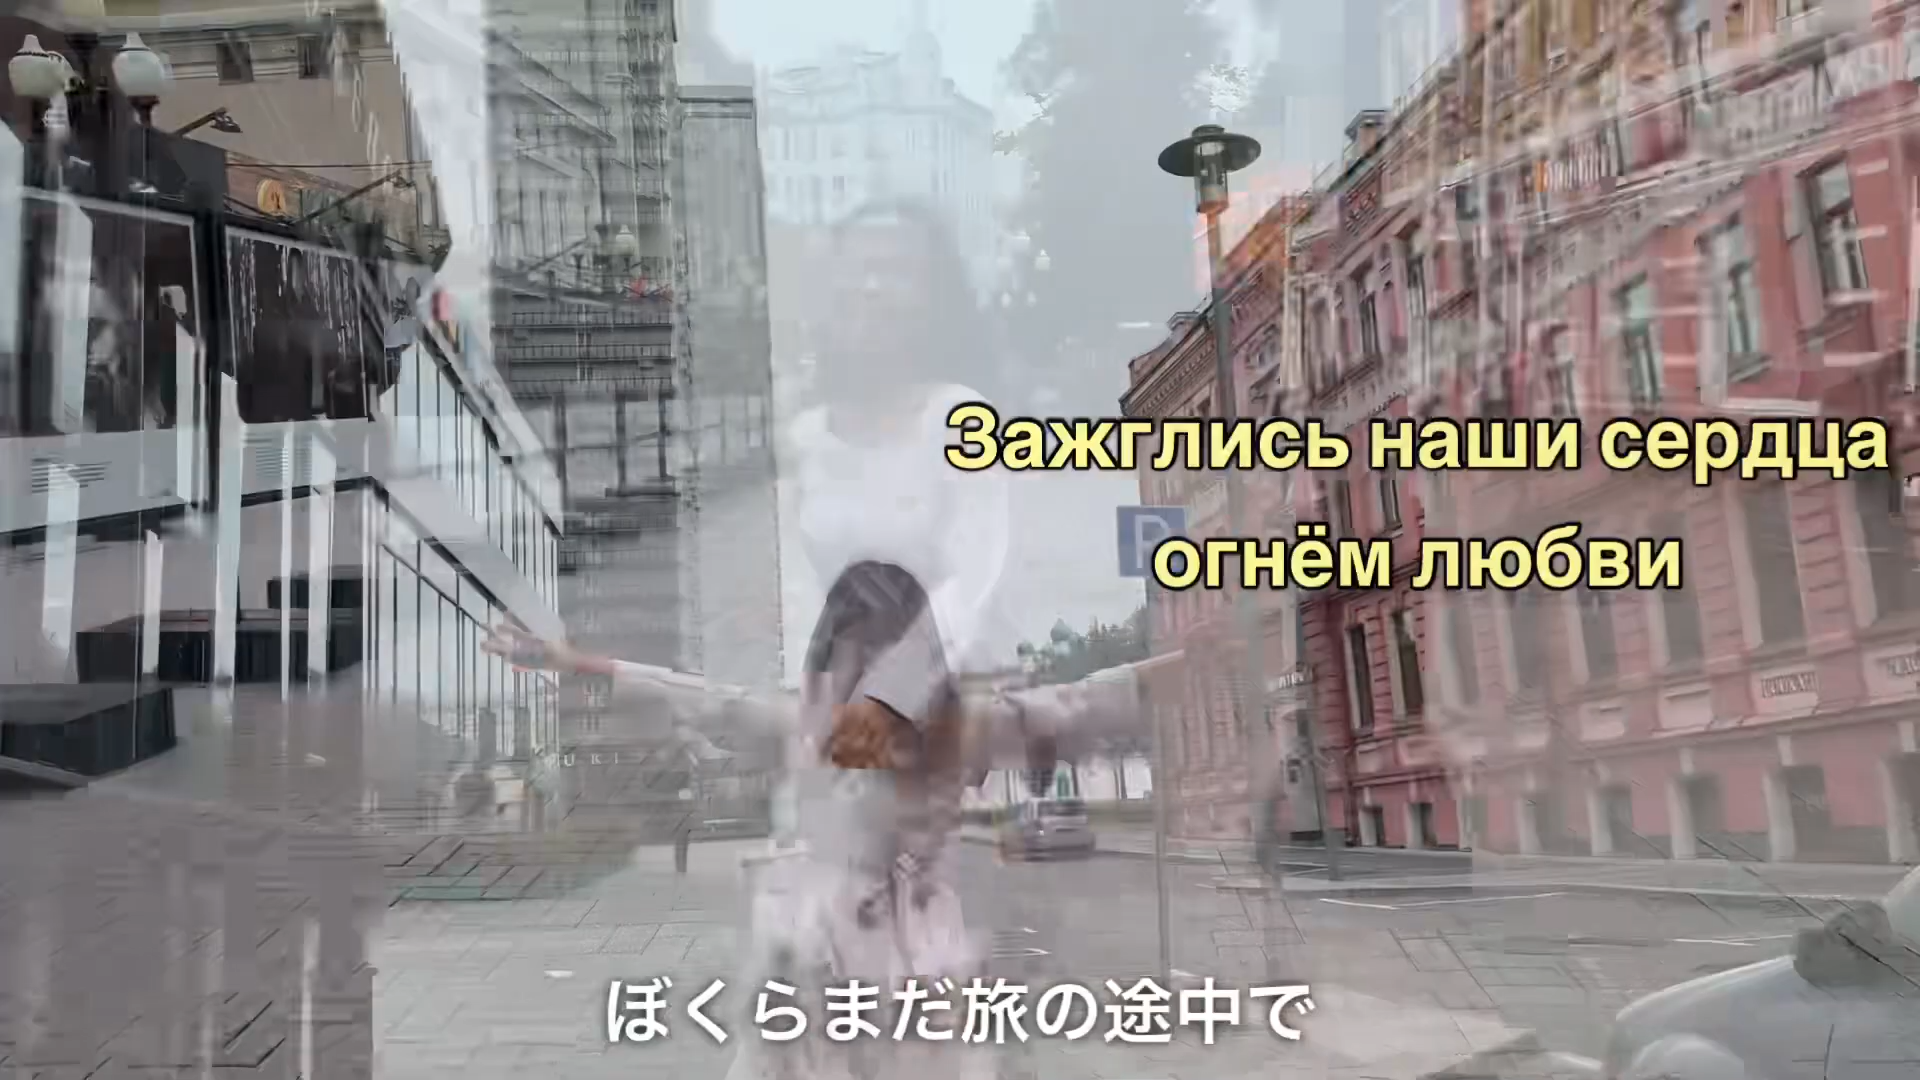 Зажглись наши сердца
огнём любви
P
ぼくらまだ旅の途中で